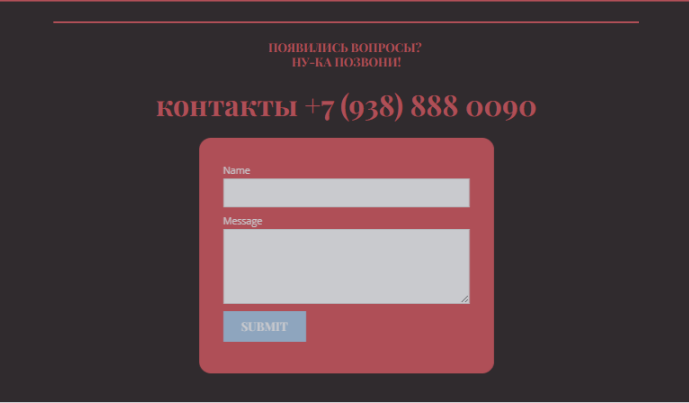 ПОЯВИЛИСЬ ВОПРОСЫ?
НУ-КА ПОЗВОНИ!
контакты +7 (938) 888 0090
Name
Message
SUBMIT